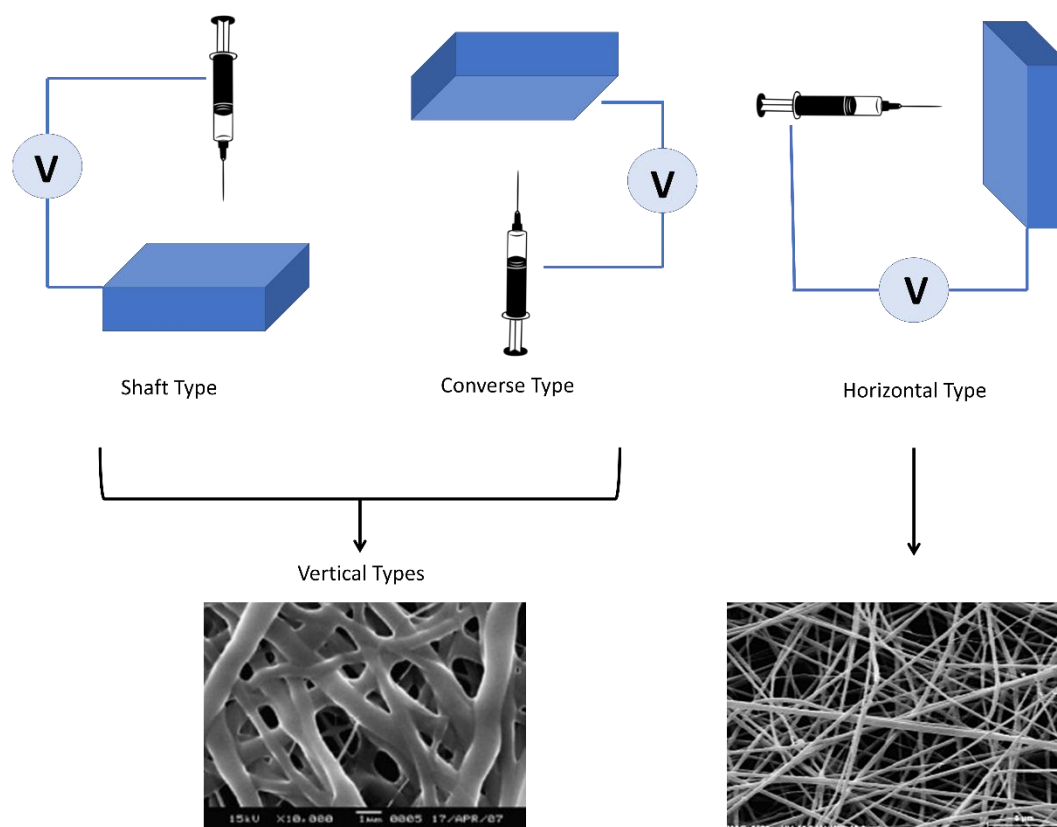 V
V
V
Shaft Type
Converse Type
Horizontal Type
Vertical Types
15kV X10,000 1µm 0005 17/APR/07